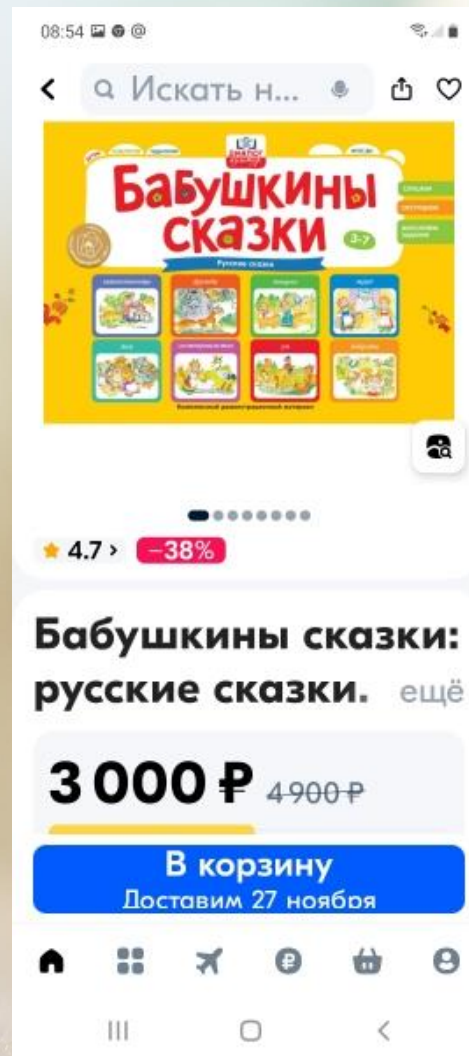 08:54
Искать н...
Бабушкины
сказки
3-7
Русские сказки
★ 4.7 › −38%
Бабушкины сказки:
русские сказки. ещё
3 000 ₽ 4 900 ₽
В корзину
Доставим 27 ноября